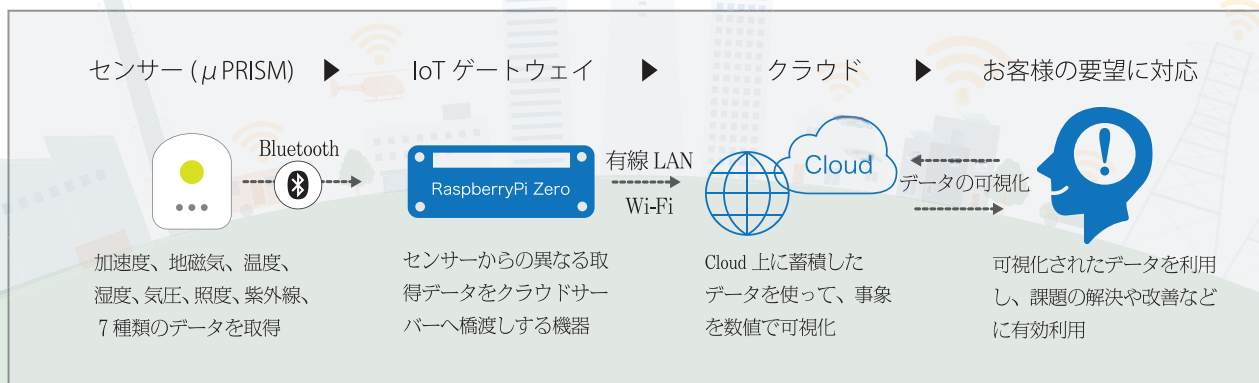 センサー (μPRISM) ▶ IoT ゲートウェイ ▶ クラウド ▶ お客様の要望に対応
Bluetooth
RaspberryPi Zero
有線 LAN
Wi-Fi
Cloud
データの可視化
加速度、地磁気、温度、
湿度、気圧、照度、紫外線、
7種類のデータを取得
センサーからの異なる取
得データをクラウドサー
バーへ橋渡しする機器
Cloud 上に蓄積した
データを使って、事象
を数値で可視化
可視化されたデータを利用
し、課題の解決や改善など
に有効利用